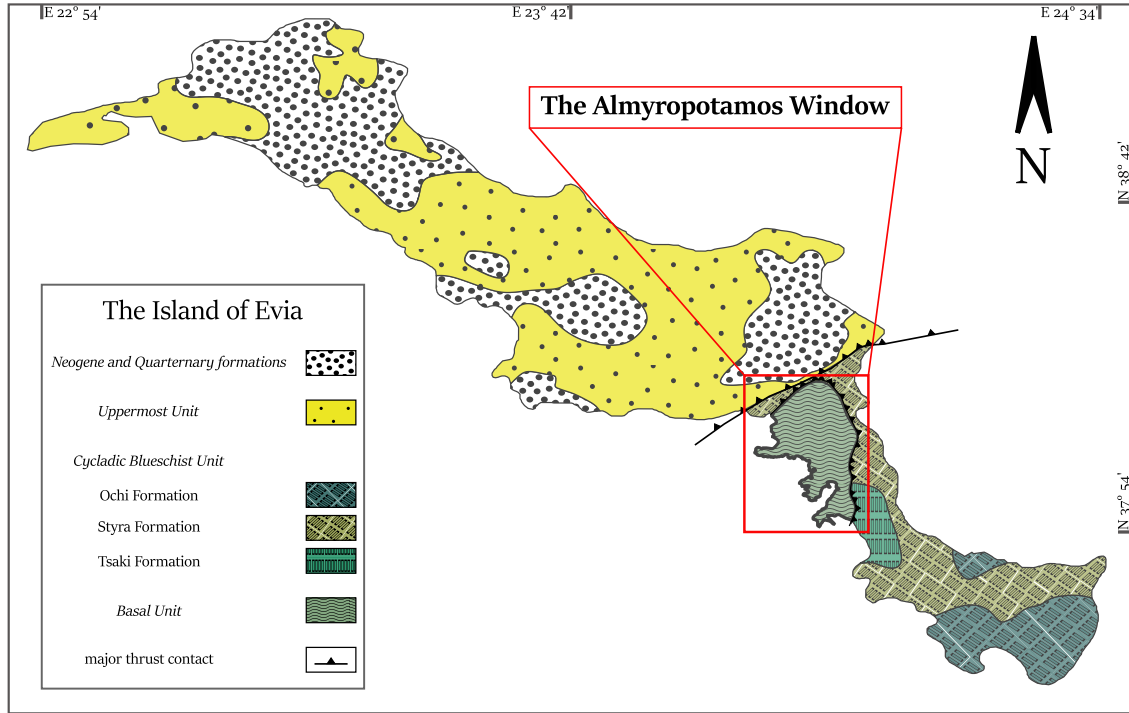 E 22° 54'
E 23° 42'
E 24° 34'
The Almyropotamos Window
N
N 38° 42'
The Island of Evia
Neogene and Quarternary formations
Uppermost Unit
Cycladic Blueschist Unit
Ochi Formation
Styra Formation
Tsaki Formation
Basal Unit
major thrust contact
N 37° 54'